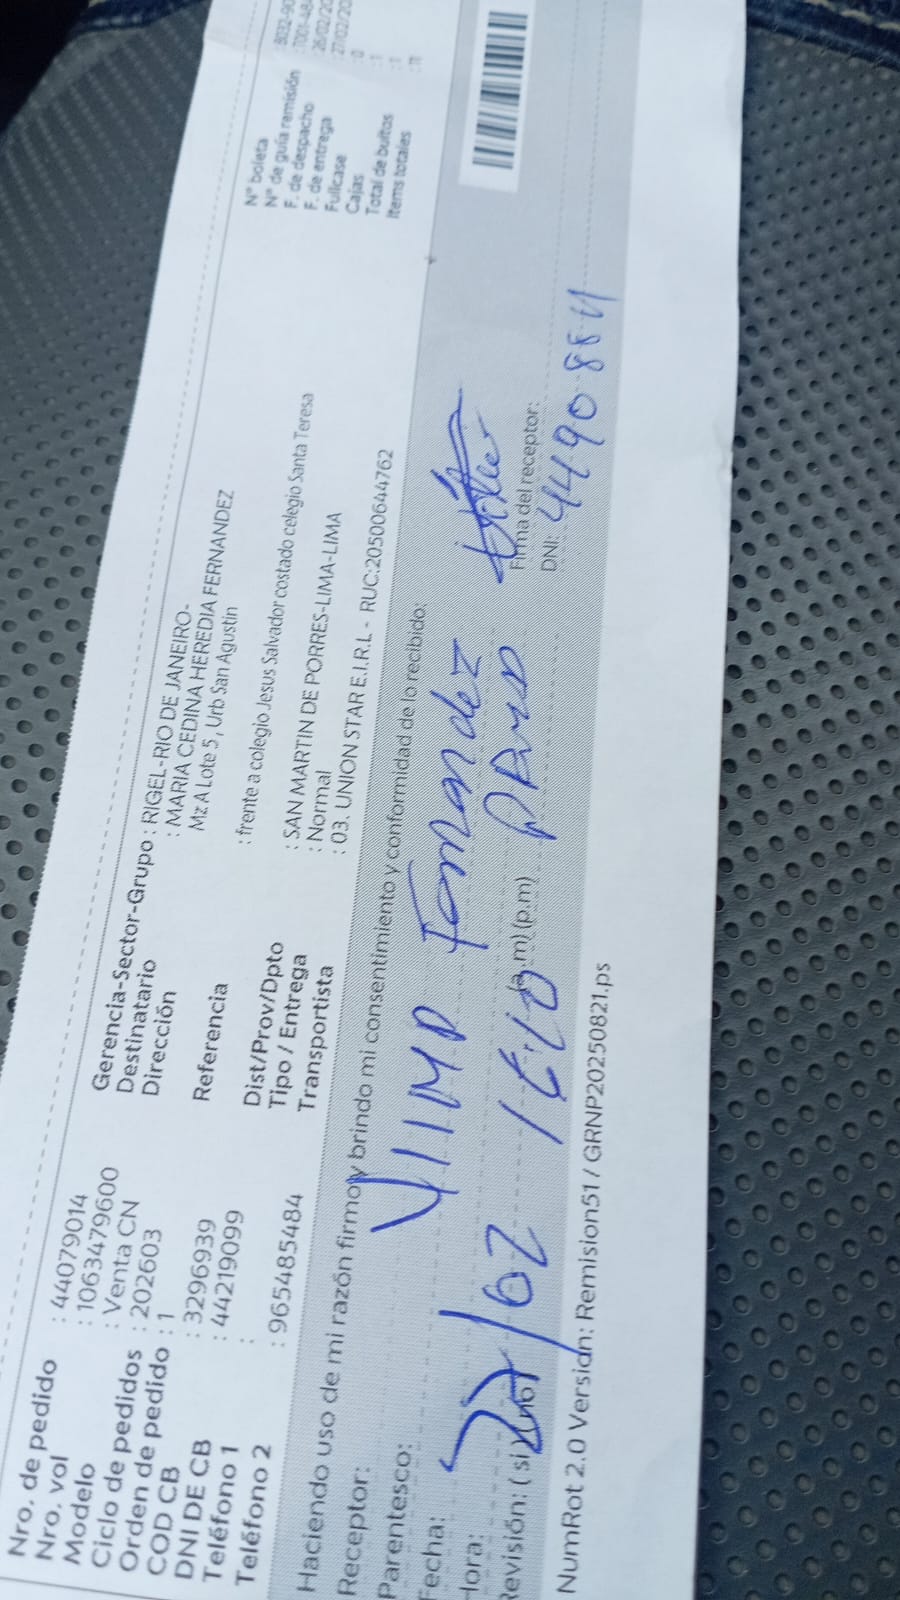 Nro. de pedido : 44079014
Nro. vol : 1063479600
Modelo : Venta CN
Ciclo de pedidos : 202603
Orden de pedido : 1
COD CB : 3296939
DNI DE CB : 44219099
Teléfono 1 :
Teléfono 2 : 965485484
Gerencia-Sector-Grupo : RIGEL-RIO DE JANEIRO-
Destinatario : MARIA CEDINA HEREDIA FERNANDEZ
Dirección Mz A Lote 5 , Urb San Agustin
Referencia : frente a colegio Jesus Salvador costado celegio Santa Teresa
Dist/Prov/Dpto : SAN MARTIN DE PORRES-LIMA-LIMA
Tipo / Entrega : Normal
Transportista : 03. UNION STAR E.I.R.L - RUC:20500644762
N° boleta
N° de guía remisión
F. de despacho
F. de entrega
Fullcase : 0
Cajas : 1
Total de bultos : 1
Items totales : 11
Haciendo uso de mi razón firmo y brindo mi consentimiento y conformidad de lo recibido:
Receptor:
Parentesco:
Fecha:
Hora: (a.m) (p.m)
Revisión: ( si ) ( no )
Firma del receptor:
DNI:
NumRot 2.0 Versión: Remision51 / GRNP20250821.ps